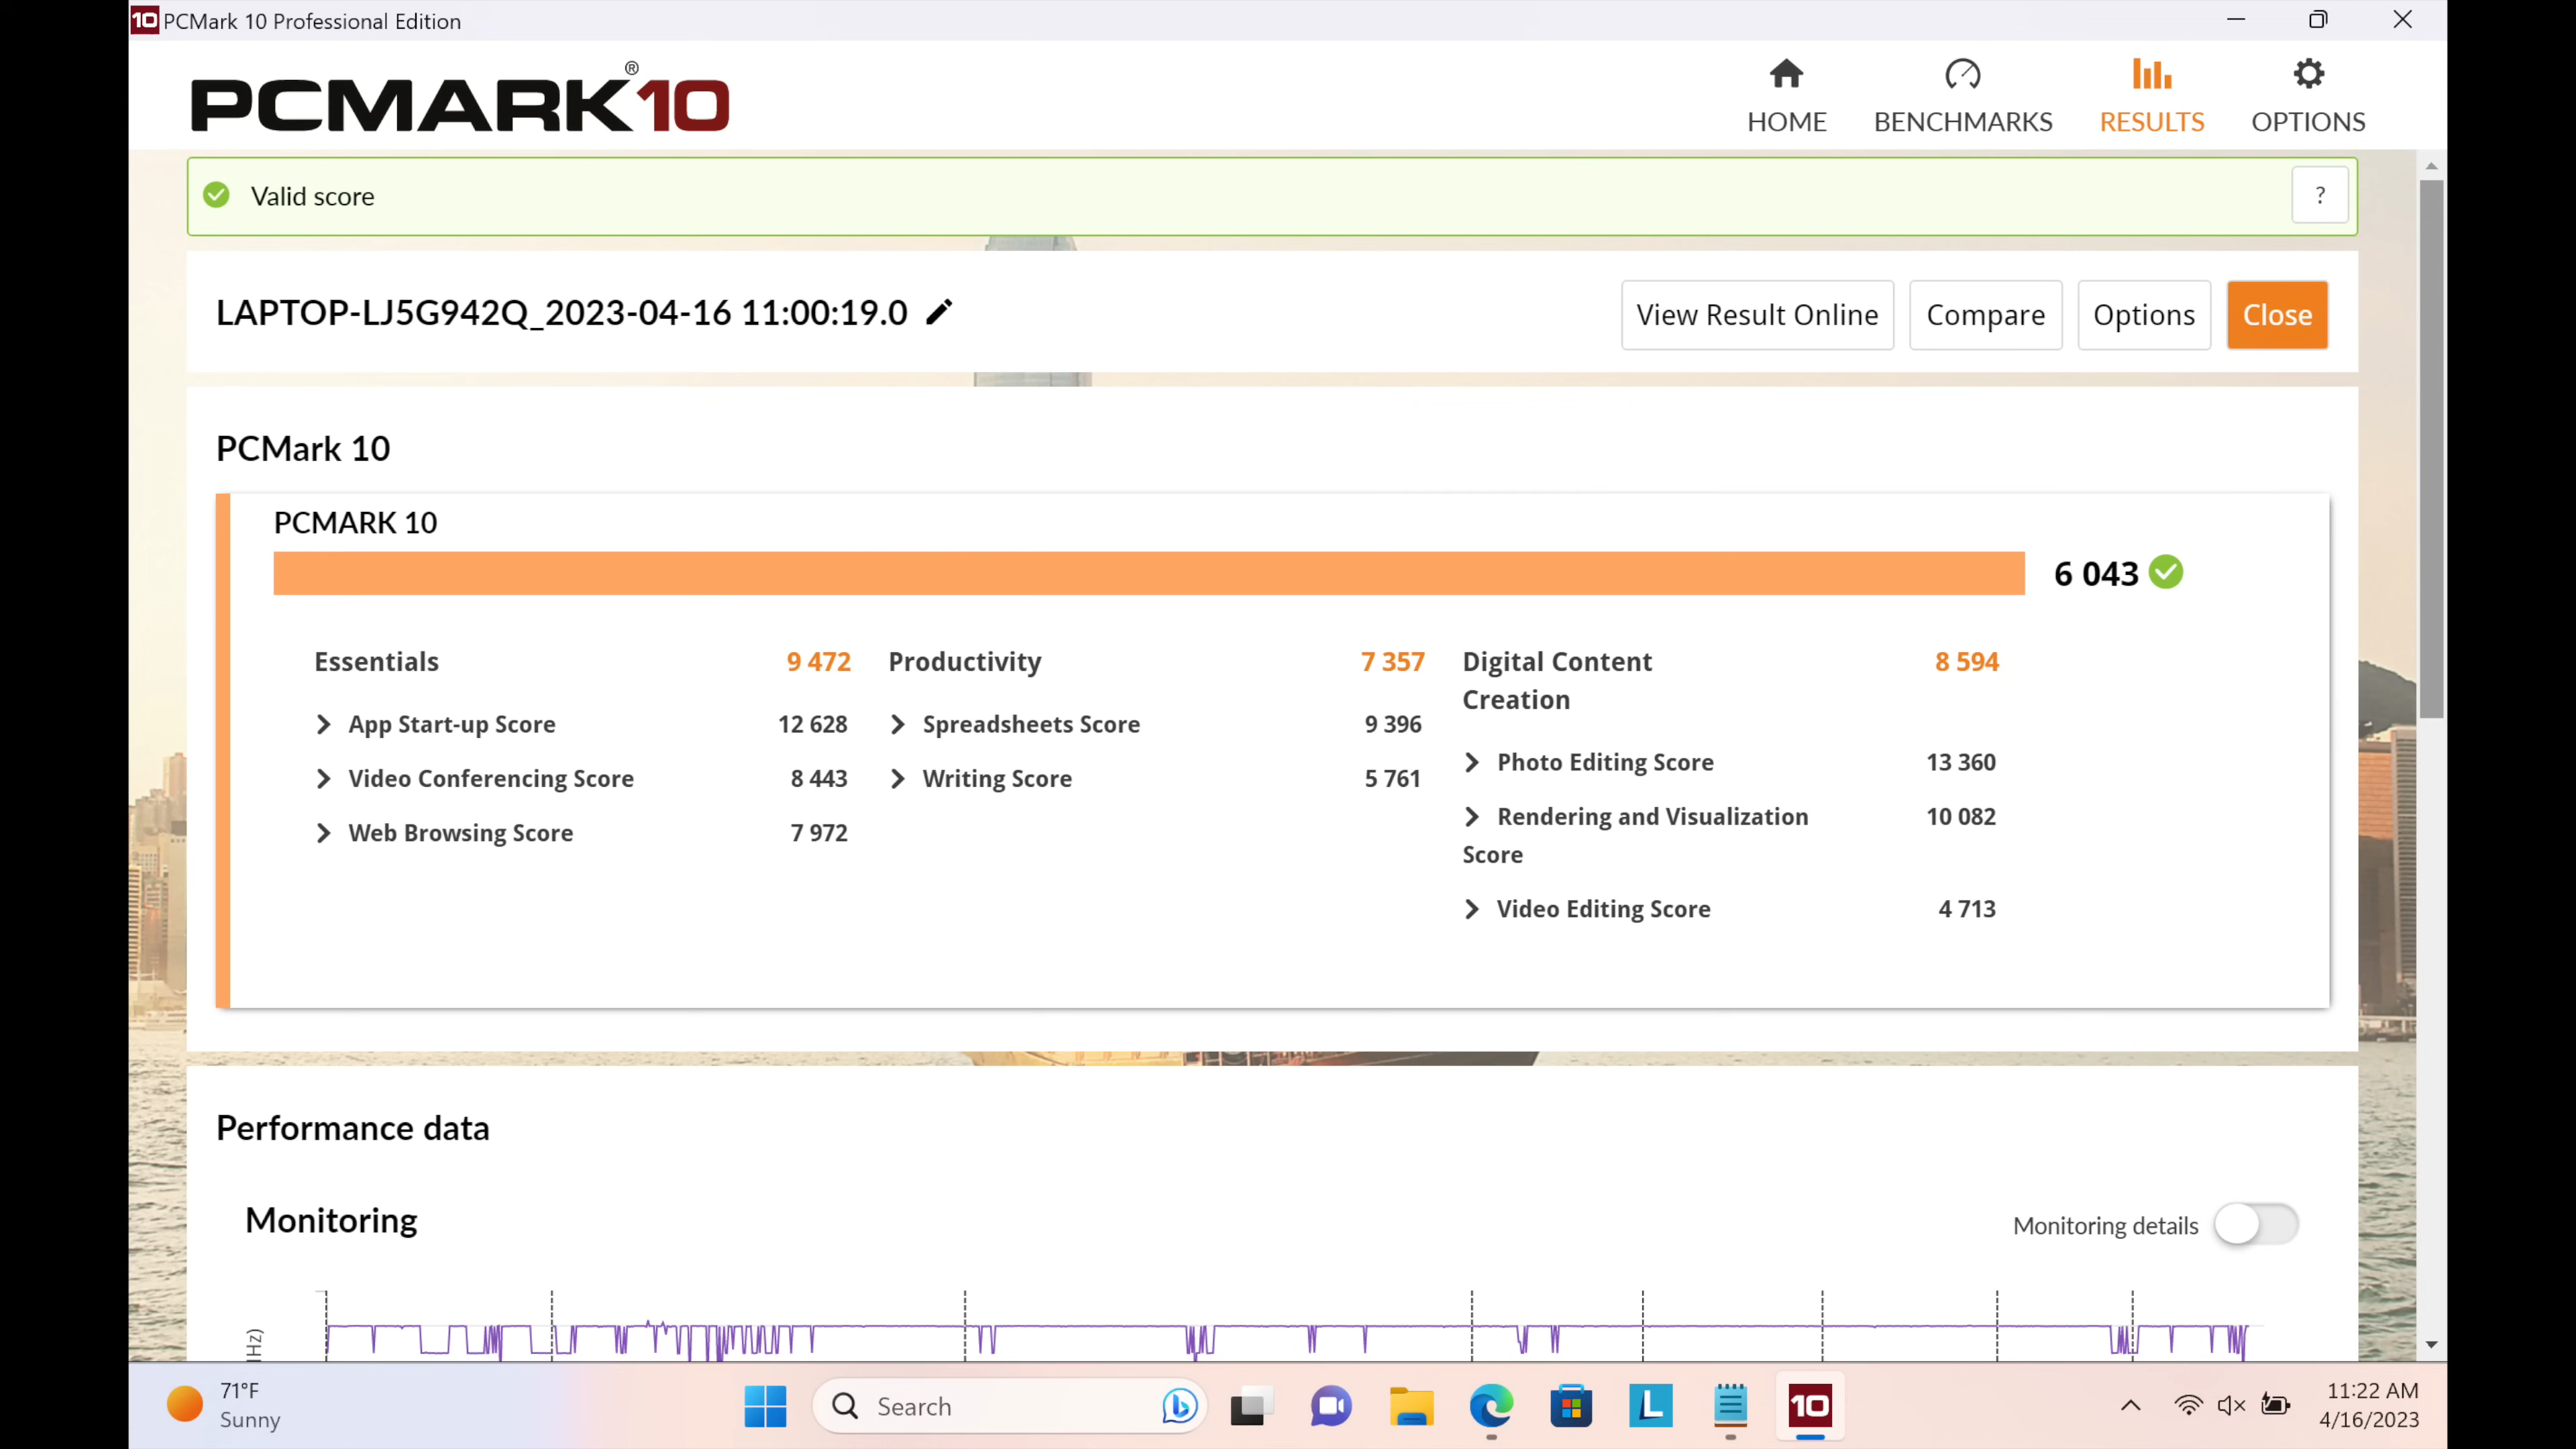 10 PCMark 10 Professional Edition
PCMARK®10
HOME BENCHMARKS RESULTS OPTIONS
Valid score ?
LAPTOP-LJ5G942Q_2023-04-16 11:00:19.0 View Result Online Compare Options Close
PCMark 10
PCMARK 10
6 043
Essentials 9 472 Productivity 7 357 Digital Content 8 594
Creation
App Start-up Score 12 628 Spreadsheets Score 9 396
Photo Editing Score 13 360
Video Conferencing Score 8 443 Writing Score 5 761
Rendering and Visualization 10 082
Score
Web Browsing Score 7 972
Video Editing Score 4 713
Performance data
Monitoring Monitoring details
71°F
Sunny
Search
L
10
11:22 AM
4/16/2023